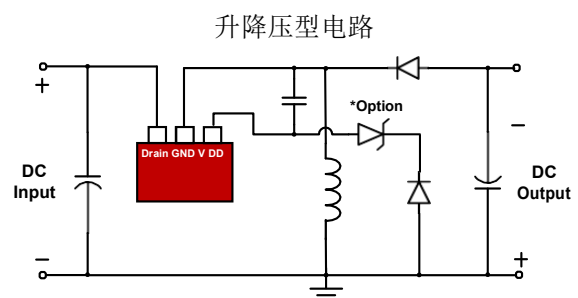 升降压型电路
+
*Option
−
Drain GND V DD
DC
Input
DC
Output
−
+